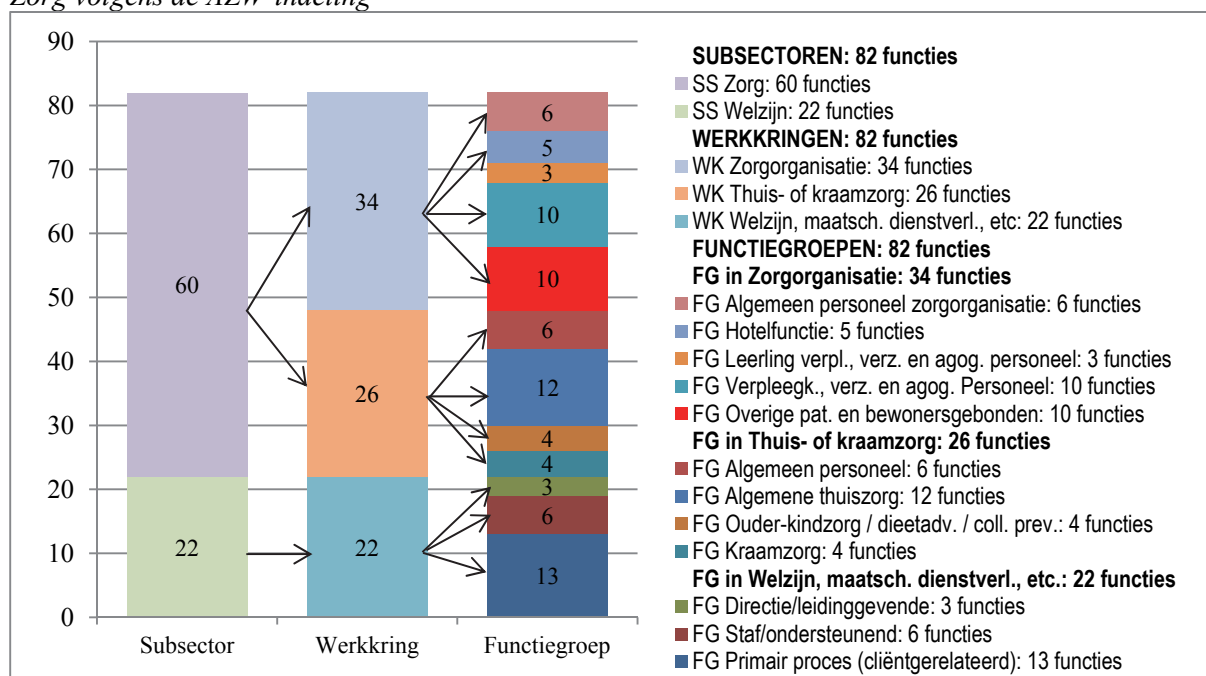 Zorg volgens de AZW-indeling
90
80
70
60
50
40
30
20
10
0
60
22
34
26
22
6
5
3
10
10
6
12
4
4
3
6
13
Subsector
Werkkring
Functiegroep
SUBSECTOREN: 82 functies
SS Zorg: 60 functies
SS Welzijn: 22 functies
WERKKRINGEN: 82 functies
WK Zorgorganisatie: 34 functies
WK Thuis- of kraamzorg: 26 functies
WK Welzijn, maatsch. dienstverl., etc: 22 functies
FUNCTIEGROEPEN: 82 functies
FG in Zorgorganisatie: 34 functies
FG Algemeen personeel zorgorganisatie: 6 functies
FG Hotelfunctie: 5 functies
FG Leerling verpl., verz. en agog. personeel: 3 functies
FG Verpleegk., verz. en agog. Personeel: 10 functies
FG Overige pat. en bewonersgebonden: 10 functies
FG in Thuis- of kraamzorg: 26 functies
FG Algemeen personeel: 6 functies
FG Algemene thuiszorg: 12 functies
FG Ouder-kindzorg / dieetadv. / coll. prev.: 4 functies
FG Kraamzorg: 4 functies
FG in Welzijn, maatsch. dienstverl., etc.: 22 functies
FG Directie/leidinggevende: 3 functies
FG Staf/ondersteunend: 6 functies
FG Primair proces (cliëntgerelateerd): 13 functies